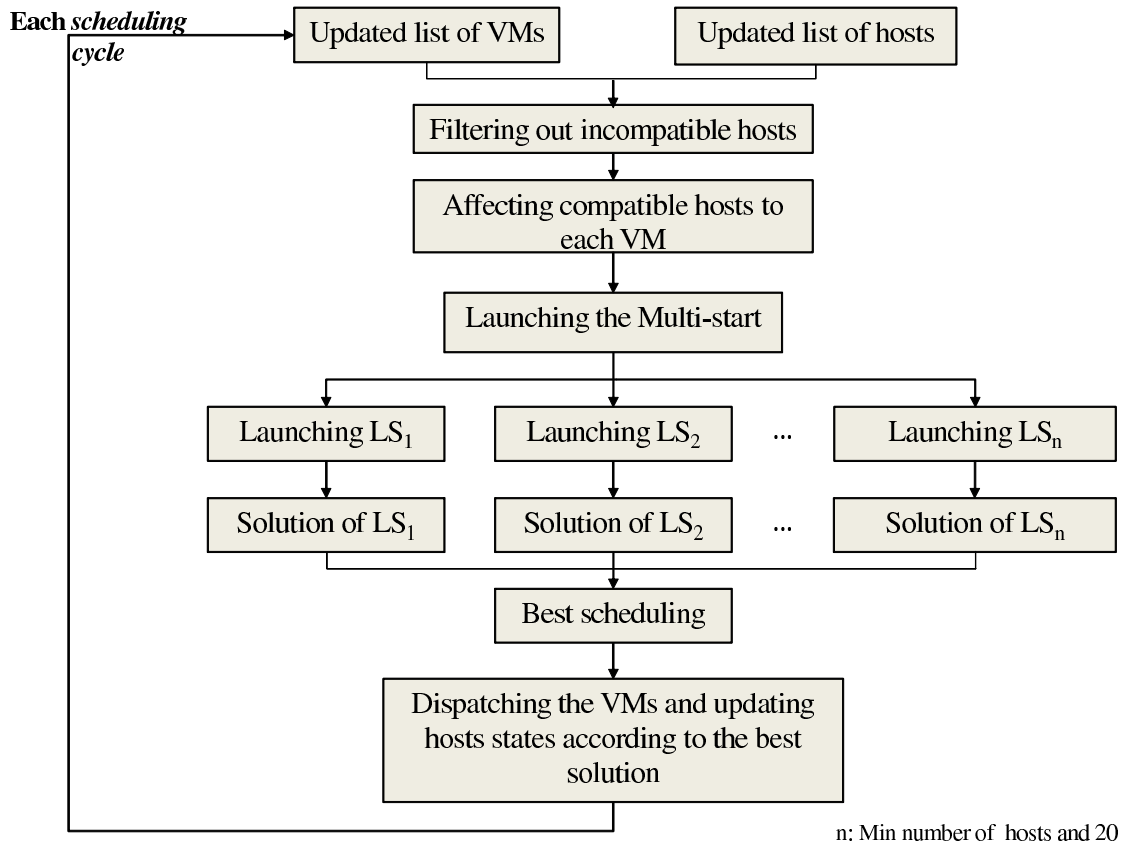 Each scheduling
cycle
Updated list of VMs
Updated list of hosts
Filtering out incompatible hosts
Affecting compatible hosts to
each VM
Launching the Multi-start
Launching LS1
Launching LS2
...
Launching LSn
Solution of LS1
Solution of LS2
...
Solution of LSn
Best scheduling
Dispatching the VMs and updating
hosts states according to the best
solution
n: Min number of hosts and 20